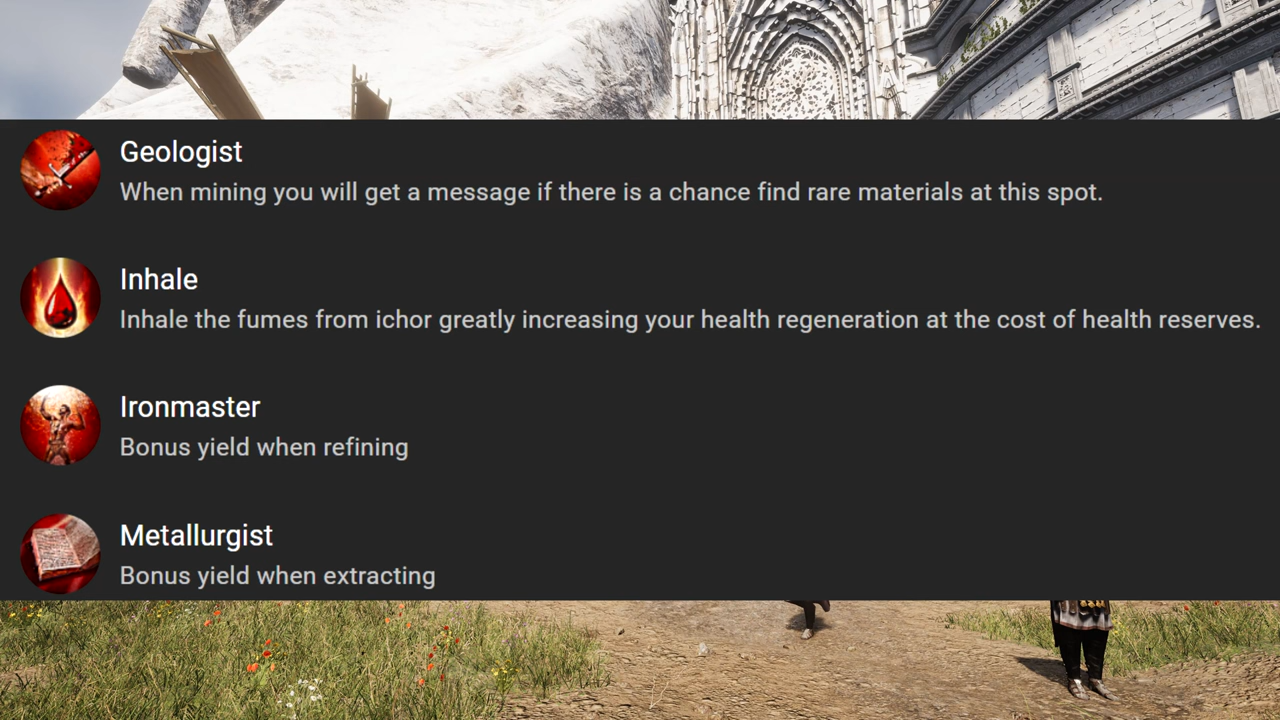 Geologist
When mining you will get a message if there is a chance find rare materials at this spot.
Inhale
Inhale the fumes from ichor greatly increasing your health regeneration at the cost of health reserves.
Ironmaster
Bonus yield when refining
Metallurgist
Bonus yield when extracting